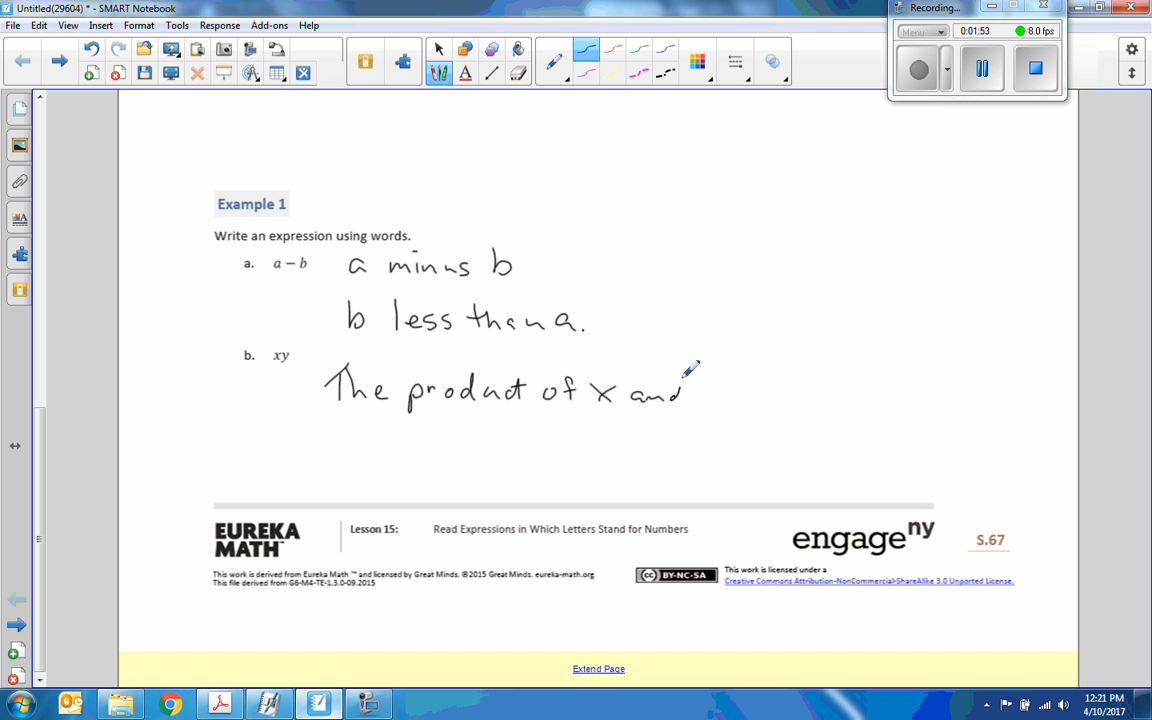 Untitled(29604) * - SMART Notebook
Recording...
File Edit View Insert Format Tools Response Add-ons Help
Menu 0:01:53 8.0 fps
Example 1
Write an expression using words.
a. a – b a minus b
b less than a.
b. xy
The product of x and
EUREKA MATH™ Lesson 15: Read Expressions in Which Letters Stand for Numbers engage ny S.67
This work is derived from Eureka Math ™ and licensed by Great Minds. ©2015 Great Minds. eureka-math.org
This file derived from G6-M4-TE-1.3.0-09.2015
cc BY-NC-SA
This work is licensed under a
Creative Commons Attribution-NonCommercial-ShareAlike 3.0 Unported License.
Extend Page
12:21 PM
4/10/2017